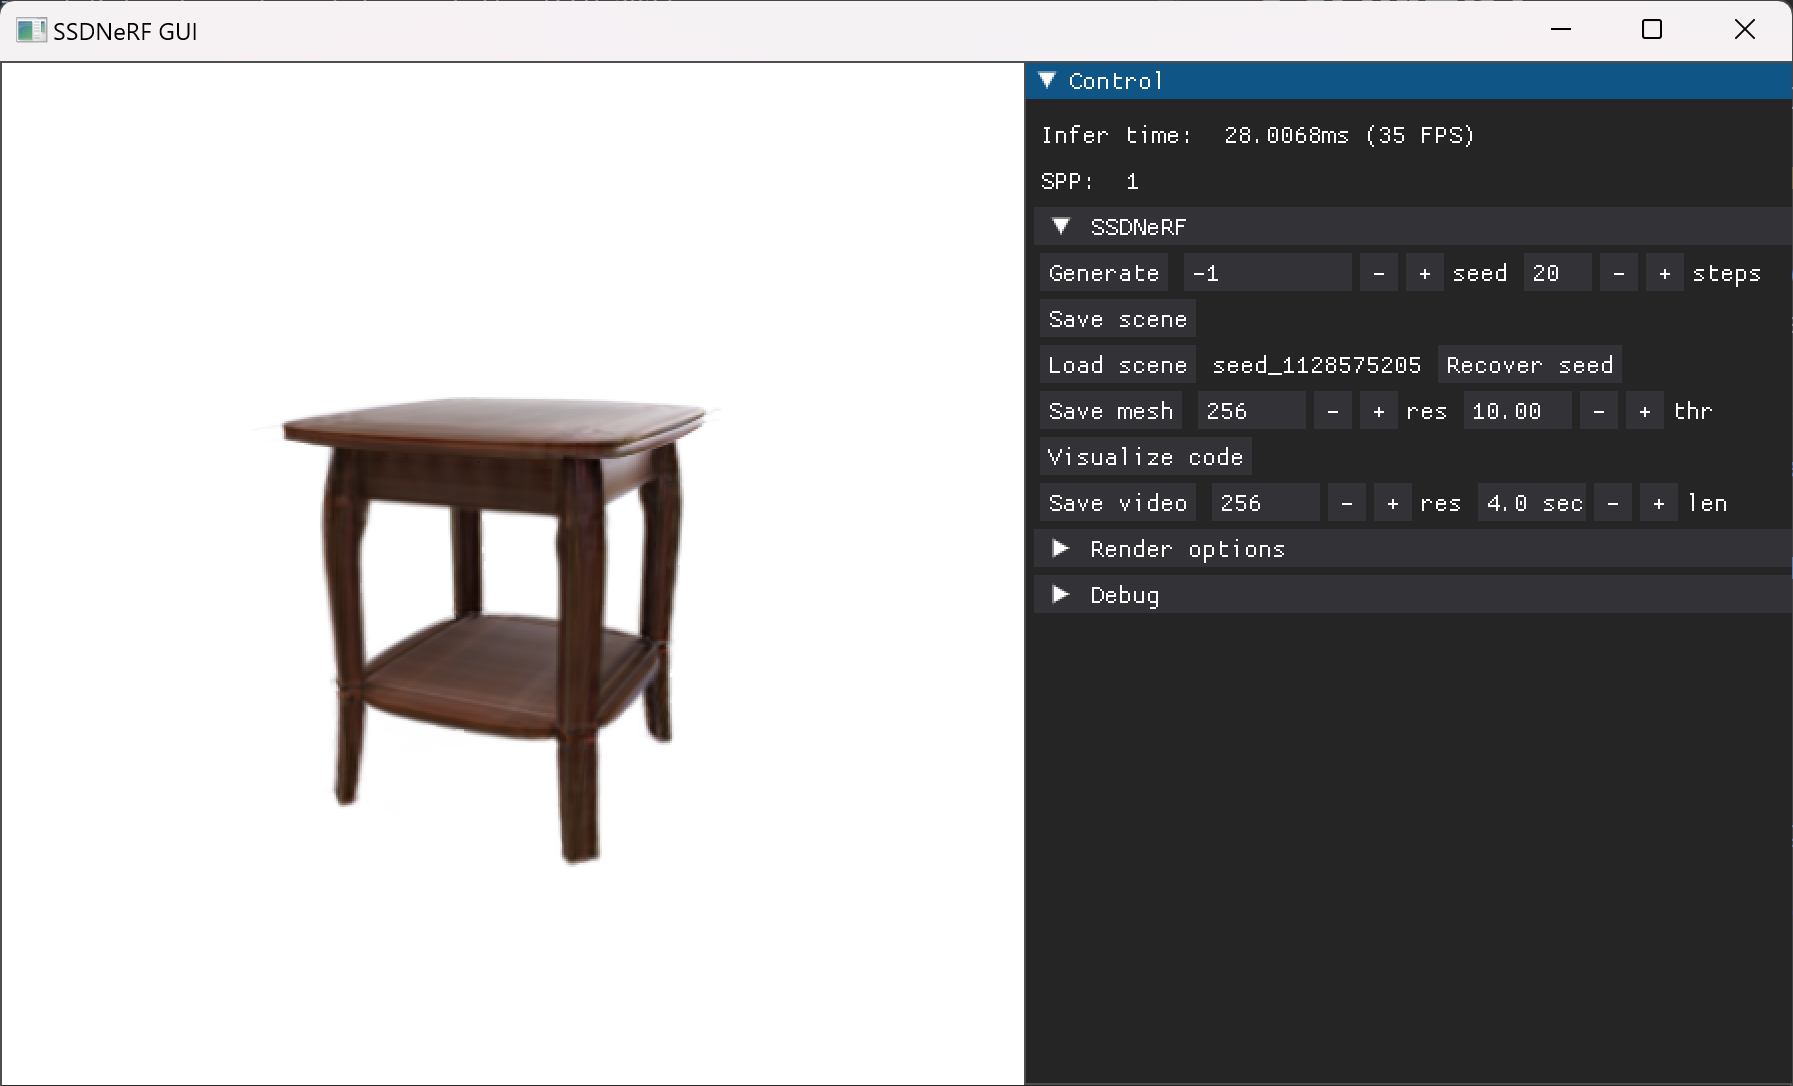 SSDNeRF GUI
Control
Infer time:  28.0068ms (35 FPS)
SPP:  1
SSDNeRF
Generate -1 - + seed 20 - + steps
Save scene
Load scene seed_1128575205 Recover seed
Save mesh 256 - + res 10.00 - + thr
Visualize code
Save video 256 - + res 4.0 sec - + len
Render options
Debug